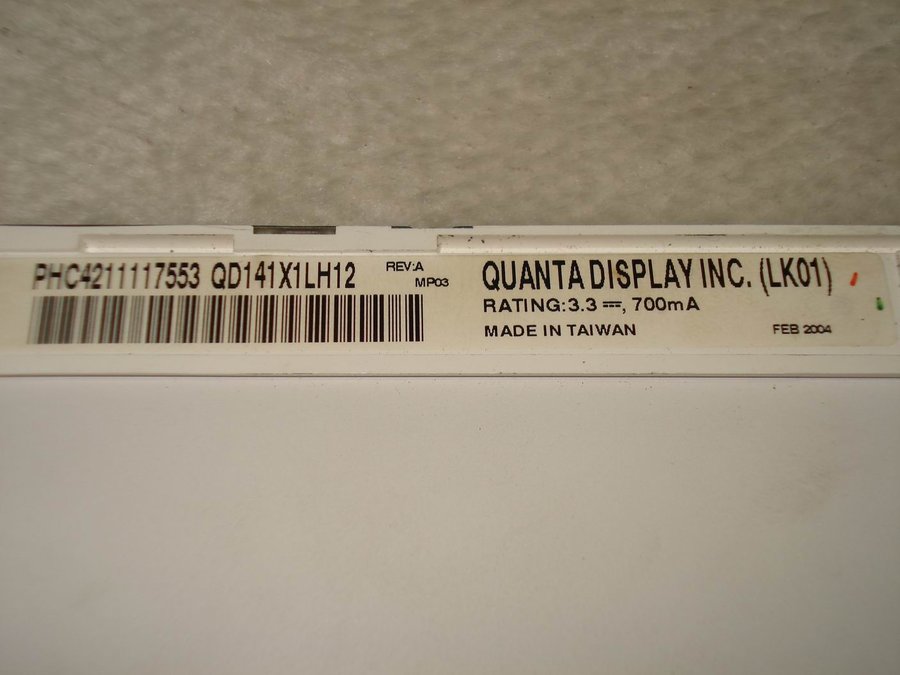 PHC4211117553 QD141X1LH12 REV:A
MP03
QUANTA DISPLAY INC. (LK01)
RATING:3.3 ⎓, 700mA
MADE IN TAIWAN FEB 2004